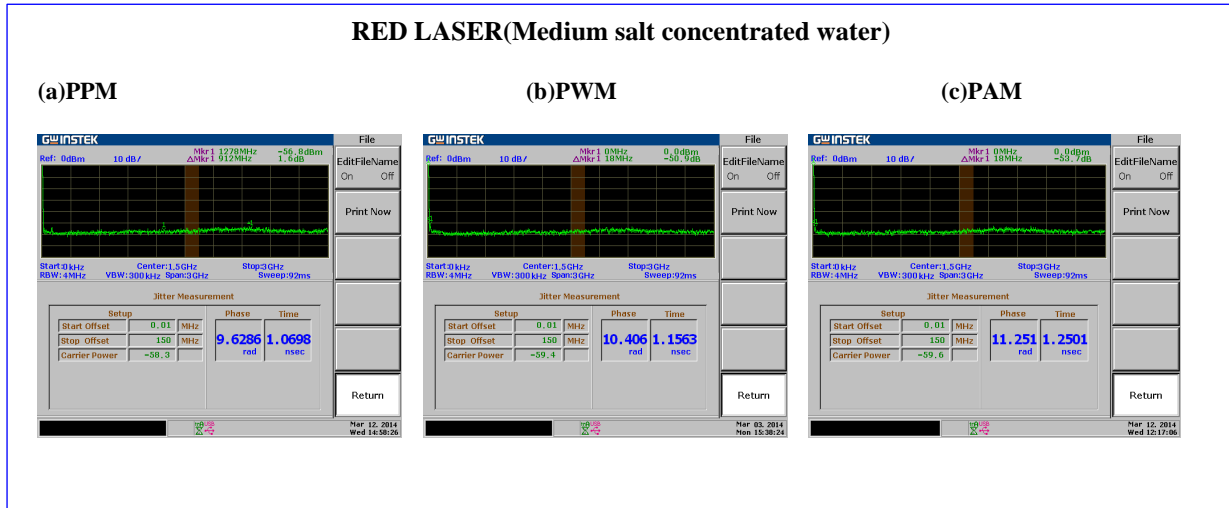 RED LASER(Medium salt concentrated water)
(a)PPM
(b)PWM
(c)PAM
GWINSTEK
File
Ref: 0dBm 10 dB/ Mkr1 1278MHz -56.8dBm
ΔMkr1 912MHz 1.6dB
EditFileName
On Off
Print Now
Start:0kHz Center:1.5GHz Stop:3GHz
RBW:4MHz VBW:300kHz Span:3GHz Sweep:92ms
Jitter Measurement
Setup Phase Time
Start Offset 0.01 MHz
Stop Offset 150 MHz
Carrier Power -58.3
9.6286 1.0698
rad nsec
Return
Mar 12, 2014
Wed 14:58:26
GWINSTEK
File
Ref: 0dBm 10 dB/ Mkr1 0MHz 0.0dBm
ΔMkr1 18MHz -50.9dB
EditFileName
On Off
Print Now
Start:0kHz Center:1.5GHz Stop:3GHz
RBW:4MHz VBW:300kHz Span:3GHz Sweep:92ms
Jitter Measurement
Setup Phase Time
Start Offset 0.01 MHz
Stop Offset 150 MHz
Carrier Power -59.4
10.406 1.1563
rad nsec
Return
Mar 03, 2014
Mon 15:38:24
GWINSTEK
File
Ref: 0dBm 10 dB/ Mkr1 0MHz 0.0dBm
ΔMkr1 18MHz -53.7dB
EditFileName
On Off
Print Now
Start:0kHz Center:1.5GHz Stop:3GHz
RBW:4MHz VBW:300kHz Span:3GHz Sweep:92ms
Jitter Measurement
Setup Phase Time
Start Offset 0.01 MHz
Stop Offset 150 MHz
Carrier Power -59.6
11.251 1.2501
rad nsec
Return
Mar 12, 2014
Wed 12:17:06